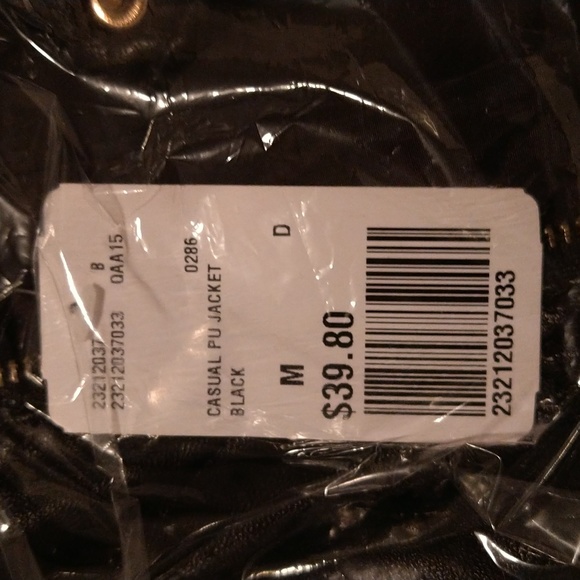 23212037 B
23212037033 0AA15
0286
CASUAL PU JACKET
BLACK
M D
$39.80
23212037033